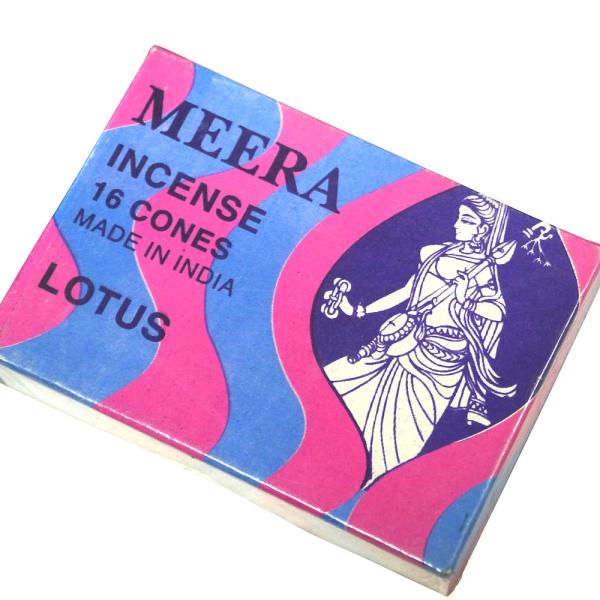 MEERA
INCENSE
16 CONES
MADE IN INDIA
LOTUS